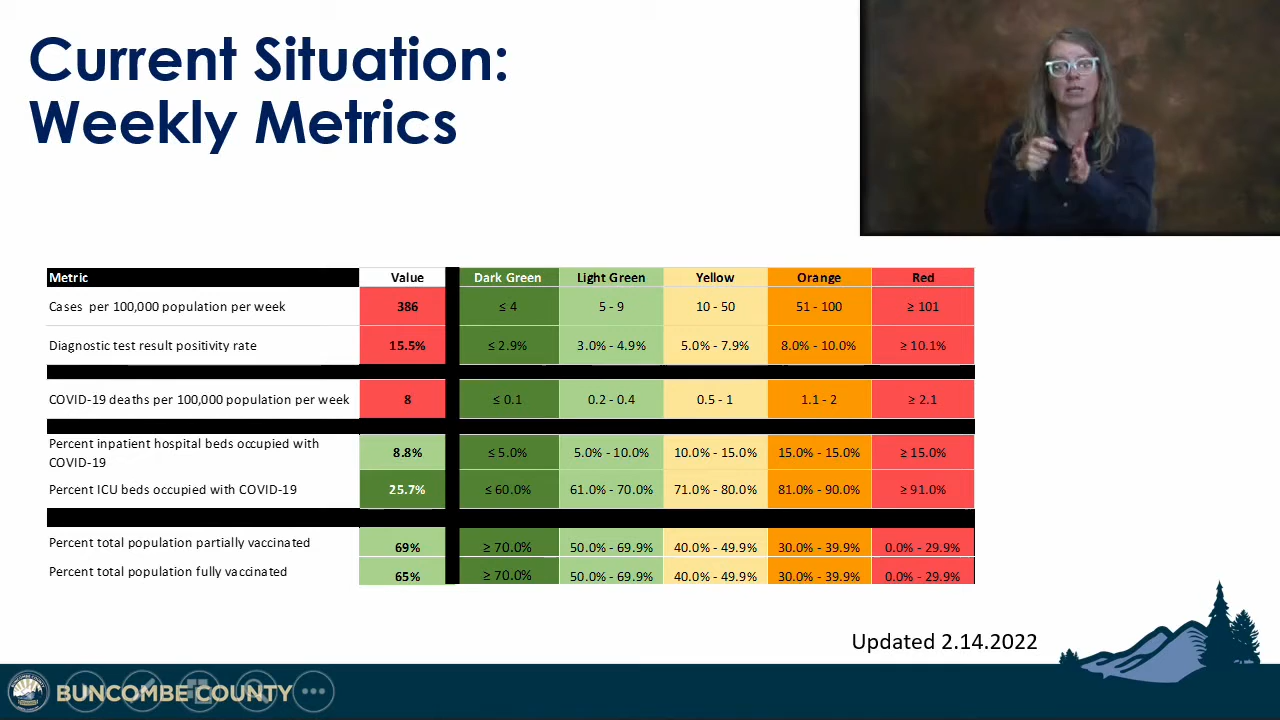 Current Situation:
Weekly Metrics
Metric Value Dark Green Light Green Yellow Orange Red
Cases per 100,000 population per week 386 ≤ 4 5 - 9 10 - 50 51 - 100 ≥ 101
Diagnostic test result positivity rate 15.5% ≤ 2.9% 3.0% - 4.9% 5.0% - 7.9% 8.0% - 10.0% ≥ 10.1%
COVID-19 deaths per 100,000 population per week 8 ≤ 0.1 0.2 - 0.4 0.5 - 1 1.1 - 2 ≥ 2.1
Percent inpatient hospital beds occupied with
COVID-19 8.8% ≤ 5.0% 5.0% - 10.0% 10.0% - 15.0% 15.0% - 15.0% ≥ 15.0%
Percent ICU beds occupied with COVID-19 25.7% ≤ 60.0% 61.0% - 70.0% 71.0% - 80.0% 81.0% - 90.0% ≥ 91.0%
Percent total population partially vaccinated 69% ≥ 70.0% 50.0% - 69.9% 40.0% - 49.9% 30.0% - 39.9% 0.0% - 29.9%
Percent total population fully vaccinated 65% ≥ 70.0% 50.0% - 69.9% 40.0% - 49.9% 30.0% - 39.9% 0.0% - 29.9%
Updated 2.14.2022
BUNCOMBE COUNTY